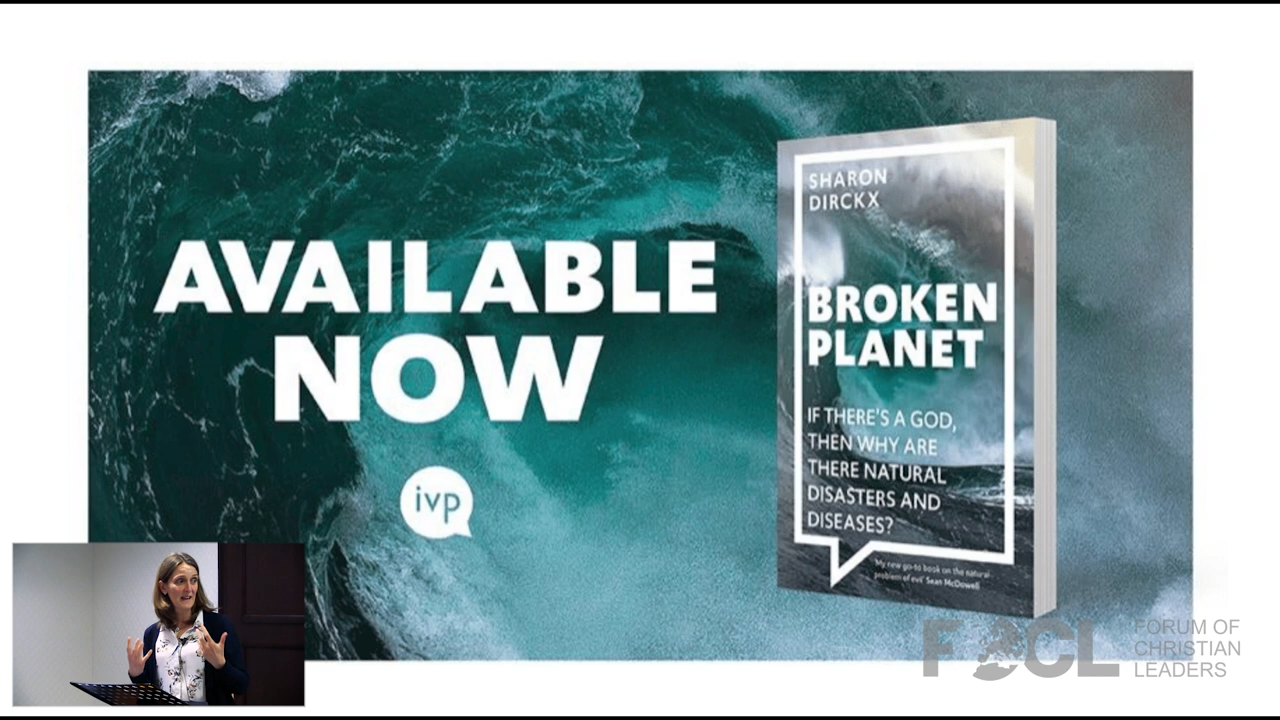 AVAILABLE
NOW
ivp
SHARON
DIRCKX
BROKEN
PLANET
IF THERE'S A GOD,
THEN WHY ARE
THERE NATURAL
DISASTERS AND
DISEASES?
'My new go-to book on the natural
problem of evil' Sean McDowell
FOCL
FORUM OF
CHRISTIAN
LEADERS